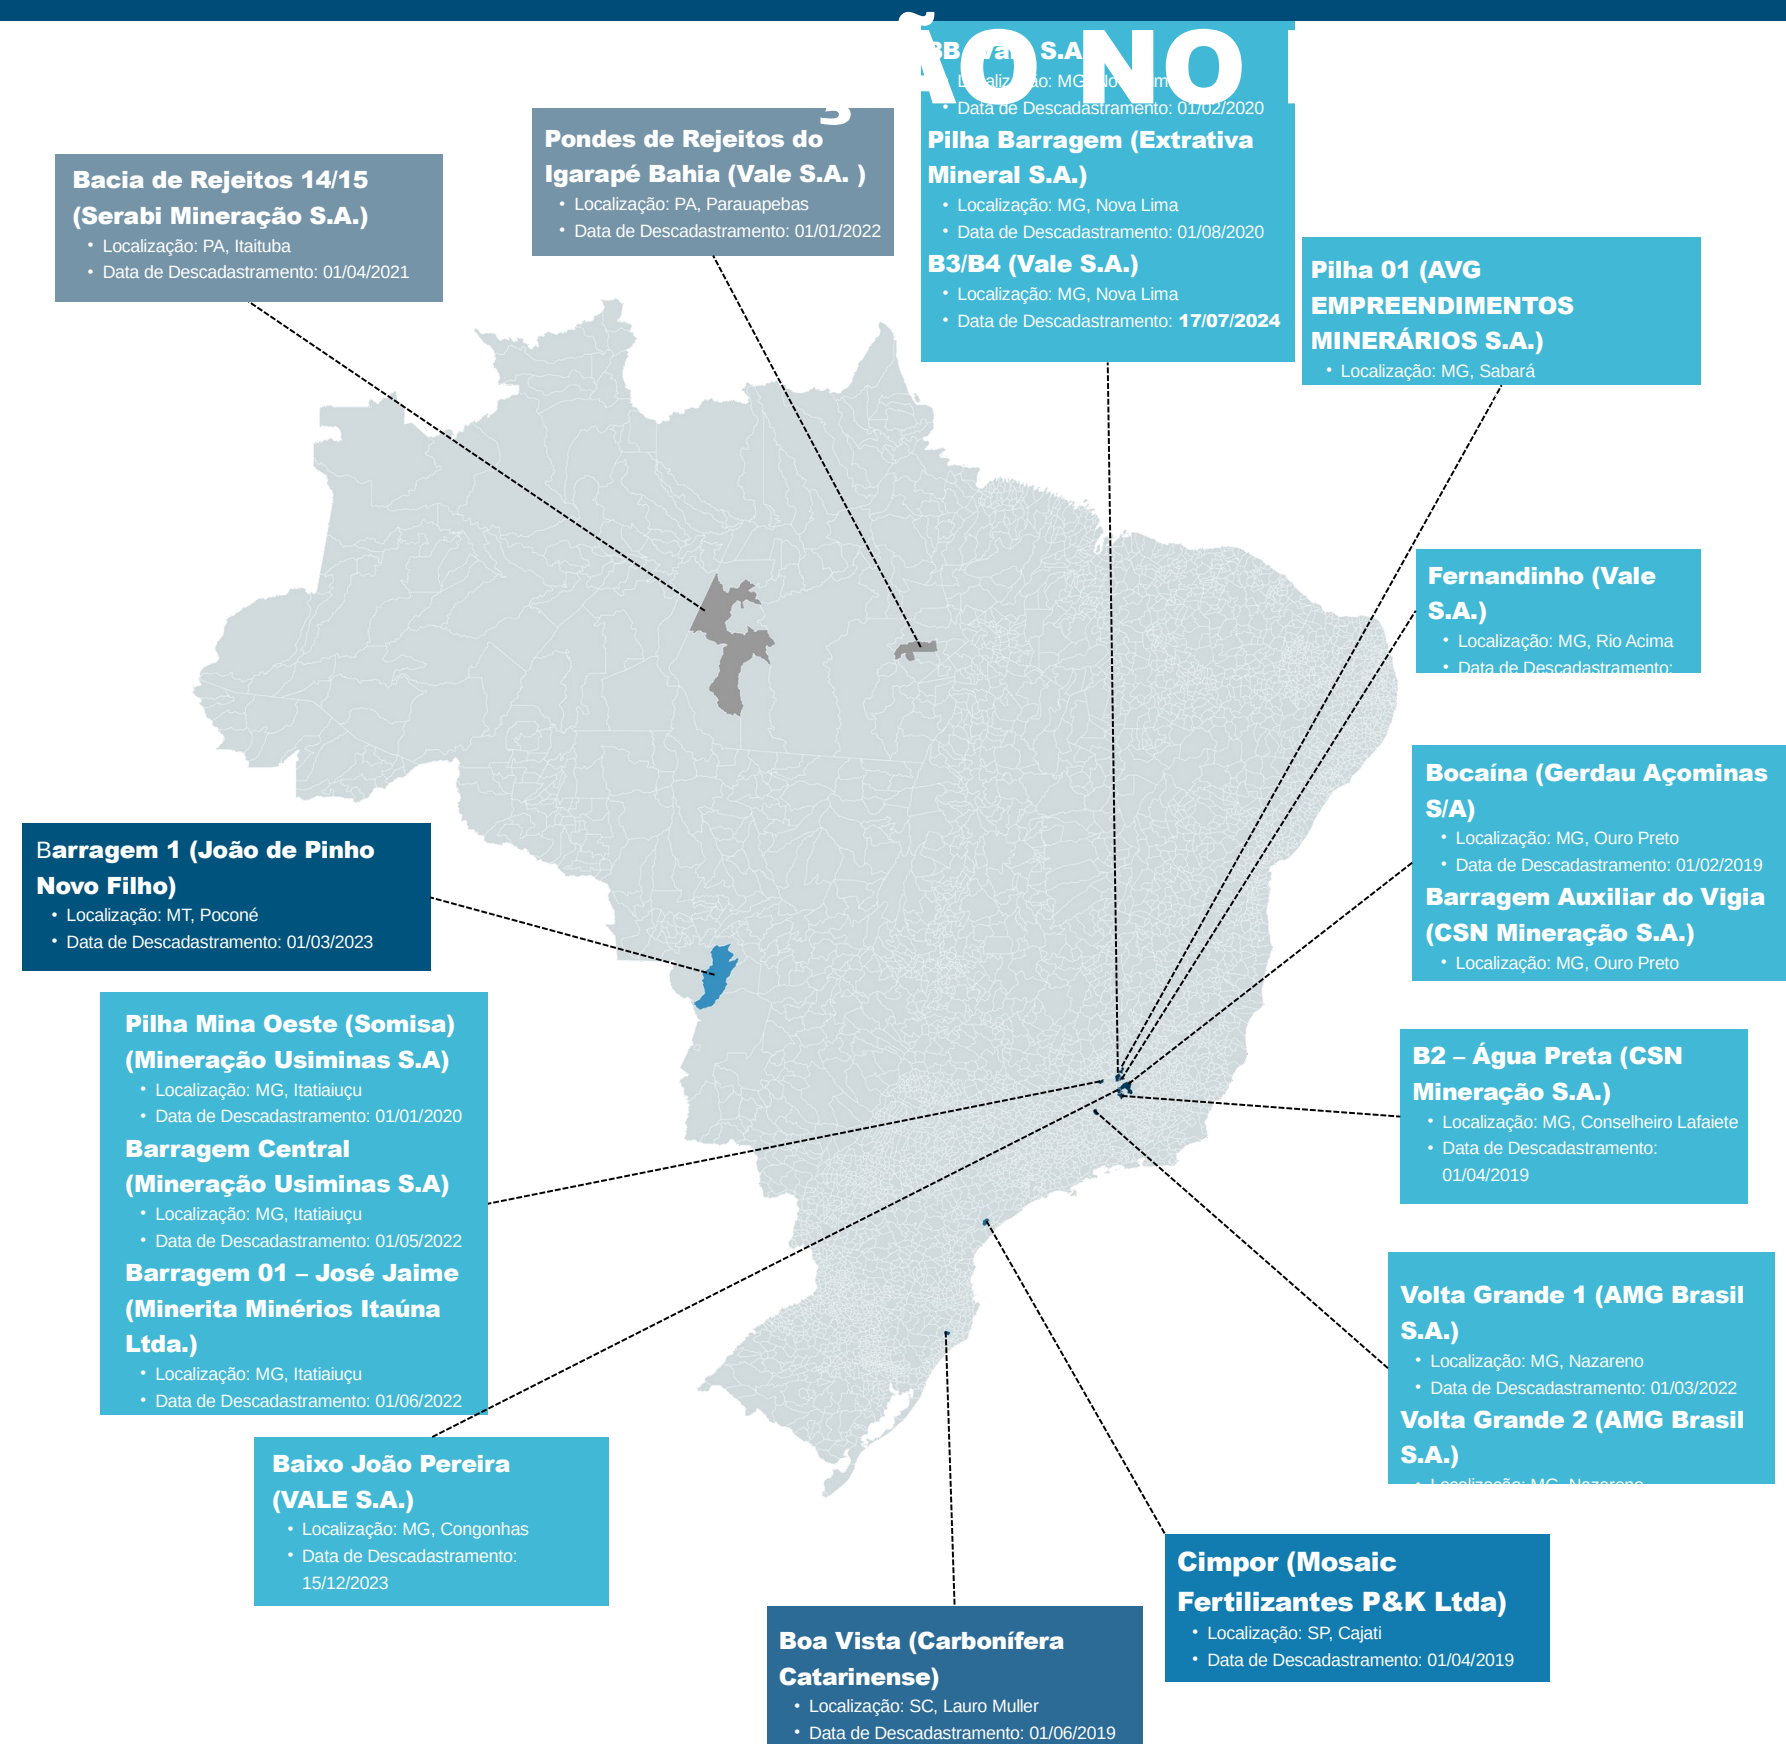 ÃO NO
S.A.
Data de Descadastramento: 01/02/2020
Pilha Barragem (Extrativa
Mineral S.A.)
Localização: MG, Nova Lima
Data de Descadastramento: 01/08/2020
B3/B4 (Vale S.A.)
Localização: MG, Nova Lima
Data de Descadastramento: 17/07/2024
Pondes de Rejeitos do
Igarapé Bahia (Vale S.A. )
Localização: PA, Parauapebas
Data de Descadastramento: 01/01/2022
Bacia de Rejeitos 14/15
(Serabi Mineração S.A.)
Localização: PA, Itaituba
Data de Descadastramento: 01/04/2021
Pilha 01 (AVG
EMPREENDIMENTOS
MINERÁRIOS S.A.)
Localização: MG, Sabará
Fernandinho (Vale
S.A.)
Localização: MG, Rio Acima
Data de Descadastramento:
Bocaína (Gerdau Açominas
S/A)
Localização: MG, Ouro Preto
Data de Descadastramento: 01/02/2019
Barragem Auxiliar do Vigia
(CSN Mineração S.A.)
Localização: MG, Ouro Preto
Barragem 1 (João de Pinho
Novo Filho)
Localização: MT, Poconé
Data de Descadastramento: 01/03/2023
Pilha Mina Oeste (Somisa)
(Mineração Usiminas S.A)
Localização: MG, Itatiaiuçu
Data de Descadastramento: 01/01/2020
Barragem Central
(Mineração Usiminas S.A)
Localização: MG, Itatiaiuçu
Data de Descadastramento: 01/05/2022
Barragem 01 – José Jaime
(Minerita Minérios Itaúna
Ltda.)
Localização: MG, Itatiaiuçu
Data de Descadastramento: 01/06/2022
B2 – Água Preta (CSN
Mineração S.A.)
Localização: MG, Conselheiro Lafaiete
Data de Descadastramento:
01/04/2019
Volta Grande 1 (AMG Brasil
S.A.)
Localização: MG, Nazareno
Data de Descadastramento: 01/03/2022
Volta Grande 2 (AMG Brasil
S.A.)
Localização: MG, Nazareno
Baixo João Pereira
(VALE S.A.)
Localização: MG, Congonhas
Data de Descadastramento:
15/12/2023
Cimpor (Mosaic
Fertilizantes P&K Ltda)
Localização: SP, Cajati
Data de Descadastramento: 01/04/2019
Boa Vista (Carbonífera
Catarinense)
Localização: SC, Lauro Muller
Data de Descadastramento: 01/06/2019